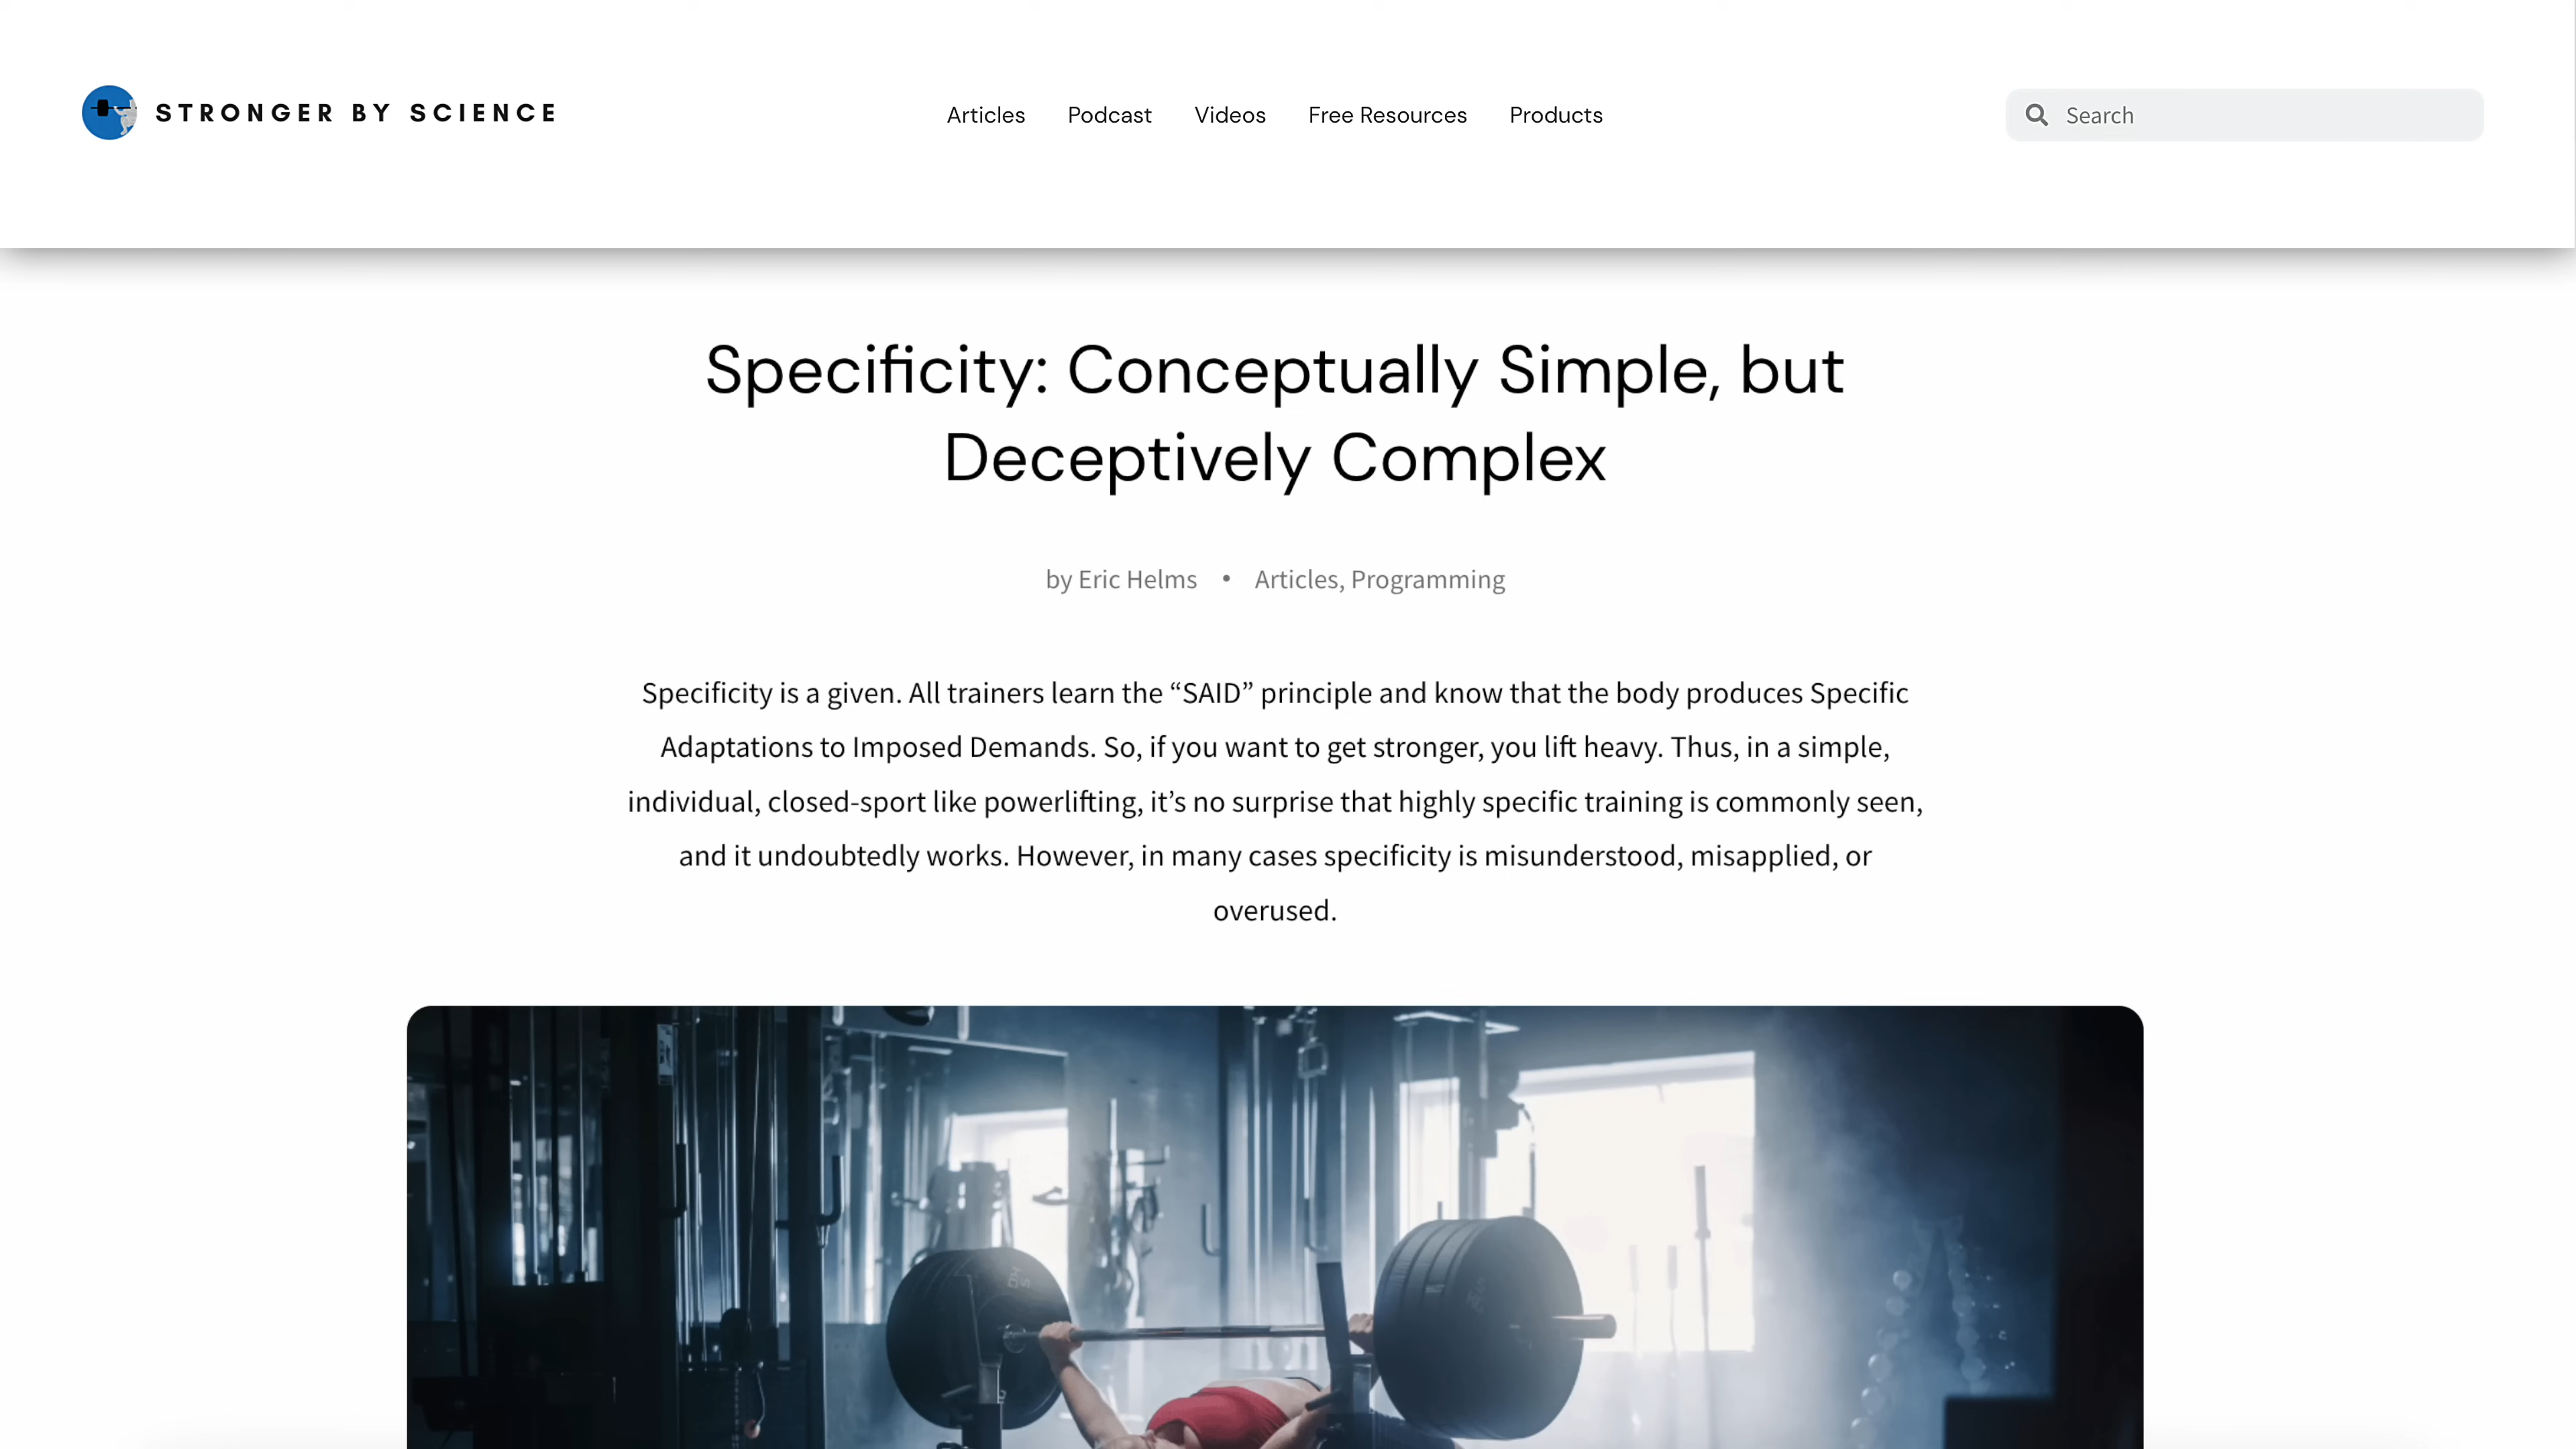 STRONGER BY SCIENCE
Articles Podcast Videos Free Resources Products
Search
Specificity: Conceptually Simple, but
Deceptively Complex
by Eric Helms • Articles, Programming
Specificity is a given. All trainers learn the “SAID” principle and know that the body produces Specific
Adaptations to Imposed Demands. So, if you want to get stronger, you lift heavy. Thus, in a simple,
individual, closed-sport like powerlifting, it’s no surprise that highly specific training is commonly seen,
and it undoubtedly works. However, in many cases specificity is misunderstood, misapplied, or
overused.